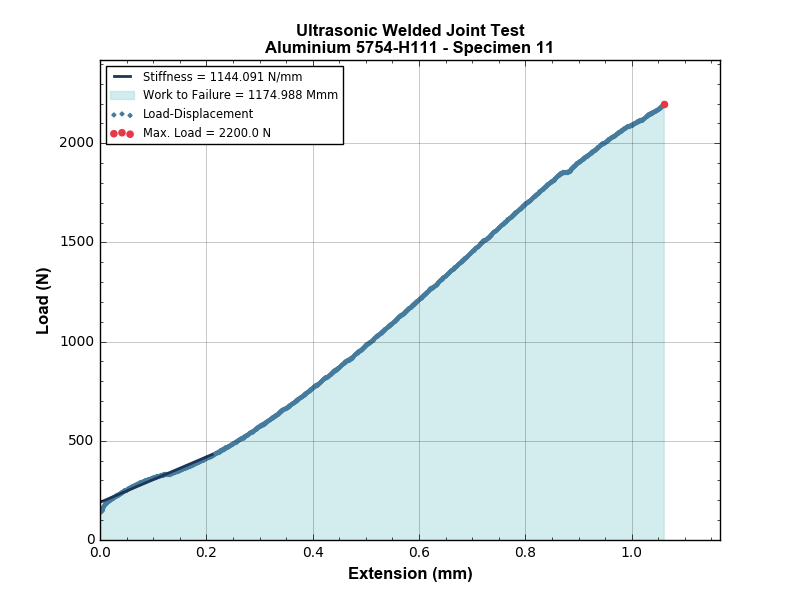 Ultrasonic Welded Joint Test
Aluminium 5754-H111 - Specimen 11
Stiffness = 1144.091 N/mm
Work to Failure = 1174.988 Mmm
Load-Displacement
Max. Load = 2200.0 N
2000
1500
1000
500
0
Load (N)
0.0 0.2 0.4 0.6 0.8 1.0
Extension (mm)